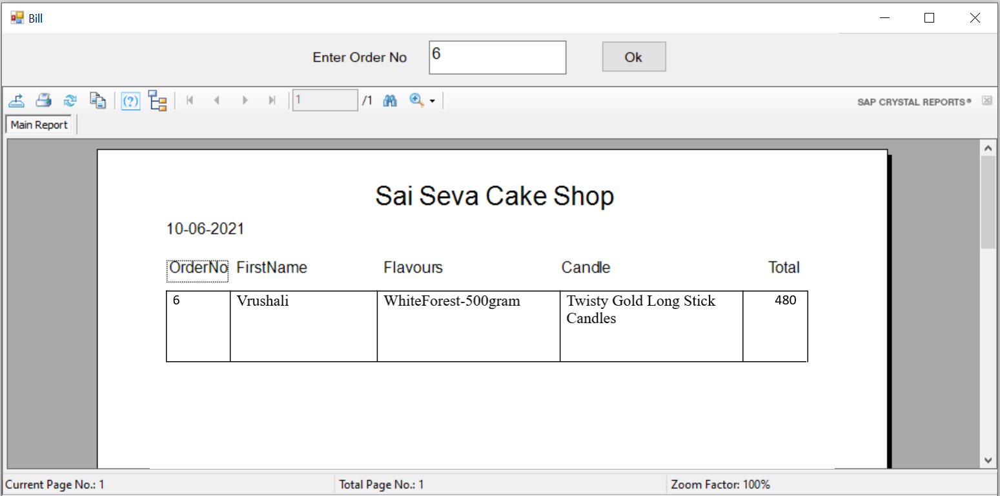 Bill
Enter Order No 6 Ok
1 /1 SAP CRYSTAL REPORTS®
Main Report
Sai Seva Cake Shop
10-06-2021
OrderNo FirstName Flavours Candle Total
6 Vrushali WhiteForest-500gram Twisty Gold Long Stick 480
Candles
Current Page No.: 1 Total Page No.: 1 Zoom Factor: 100%